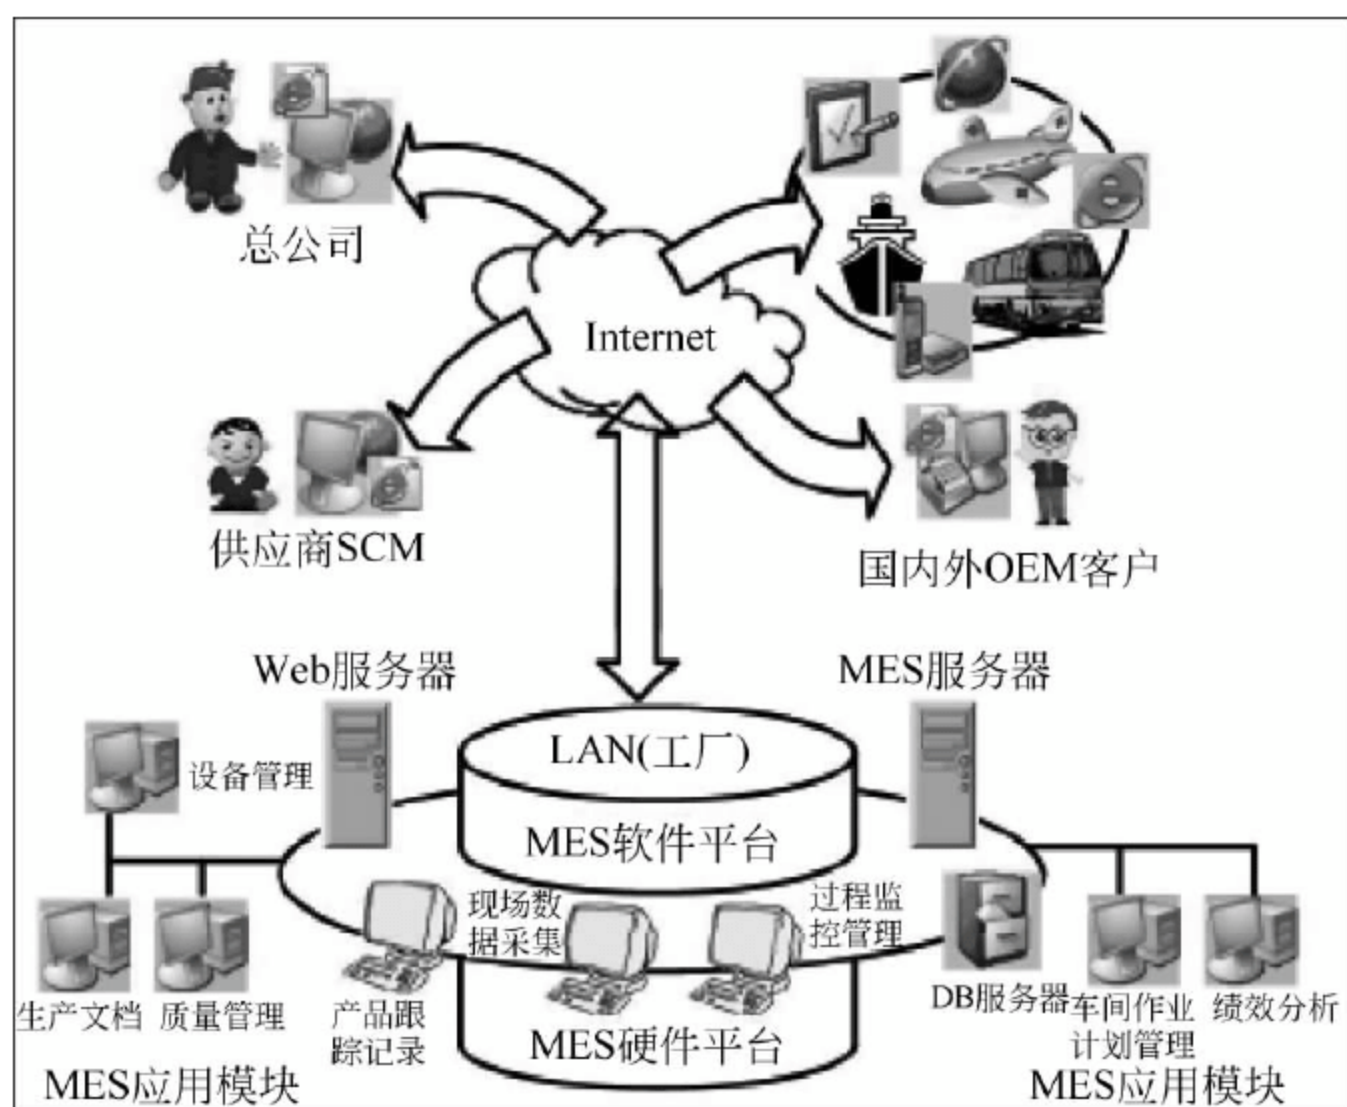 总公司
Internet
供应商SCM
国内外OEM客户
Web服务器
MES服务器
LAN(工厂)
设备管理
MES软件平台
现场数
据采集
过程监
控管理
生产文档
质量管理
产品跟
踪记录
MES硬件平台
DB服务器
车间作业
计划管理
绩效分析
MES应用模块
MES应用模块